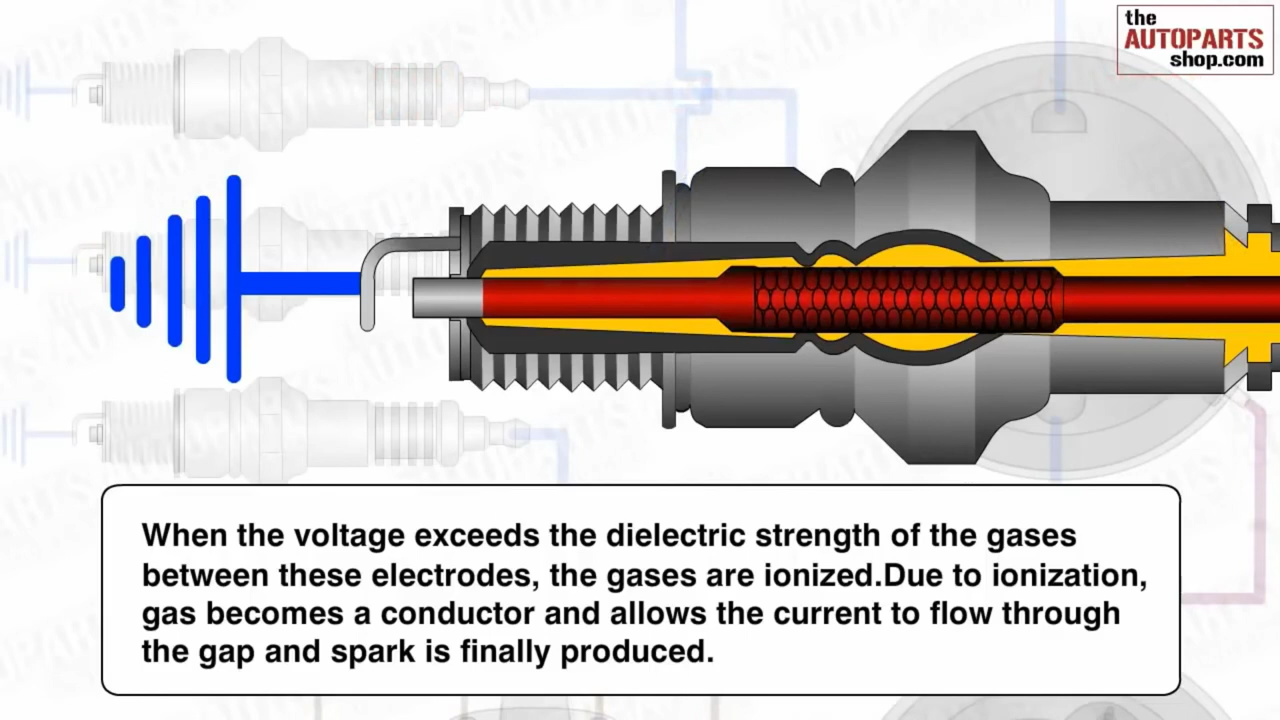 the
AUTOPARTS
shop.com
When the voltage exceeds the dielectric strength of the gases
between these electrodes, the gases are ionized.Due to ionization,
gas becomes a conductor and allows the current to flow through
the gap and spark is finally produced.